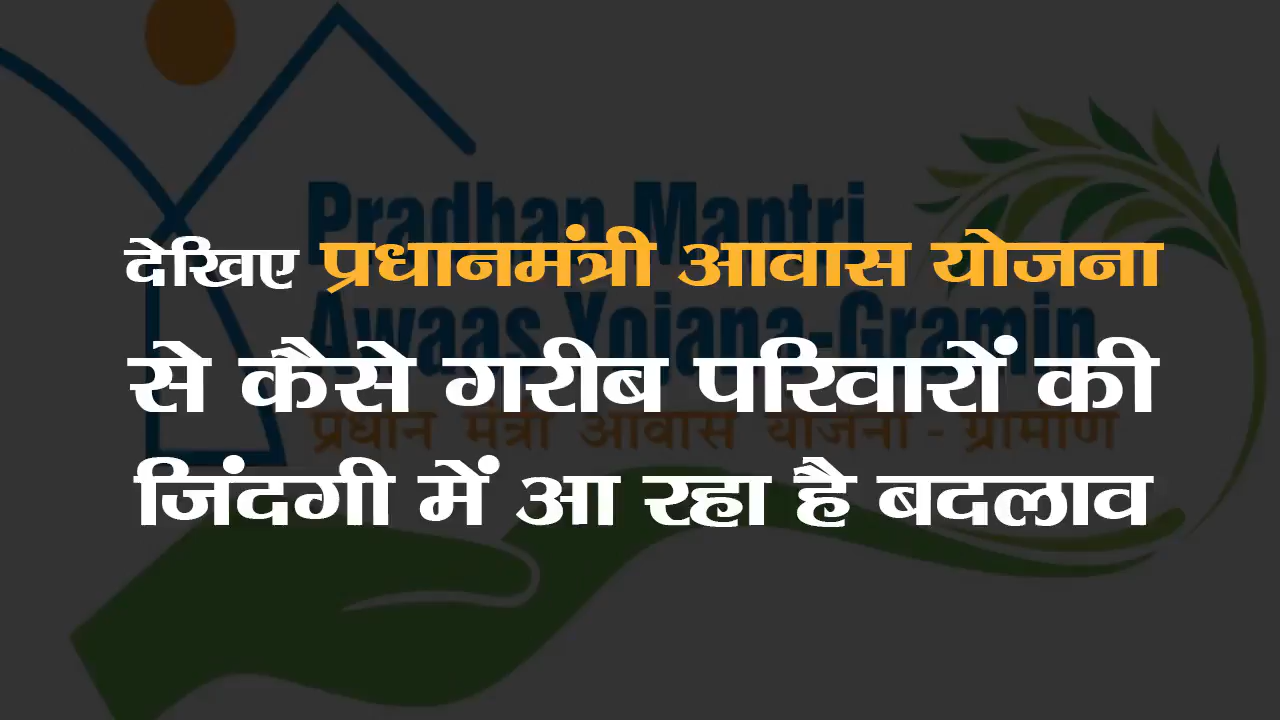 देखिए प्रधानमंत्री आवास योजना
से कैसे गरीब परिवारों की
जिंदगी में आ रहा है बदलाव
Pradhan Mantri
Awaas Yojana-Gramin
प्रधान मंत्री आवास योजना - ग्रामीण